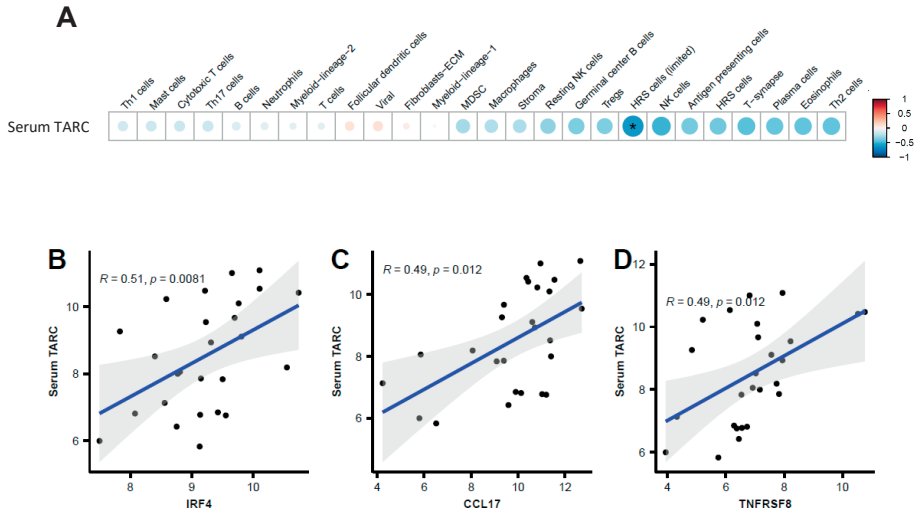 A
Th1 cells
Mast cells
Cytotoxic T cells
Th17 cells
B cells
Neutrophils
Myeloid-lineage-2
T cells
Follicular dendritic cells
Viral
Fibroblasts-ECM
Myeloid-lineage-1
MDSC
Macrophages
Stroma
Resting NK cells
Germinal center B cells
Tregs
HRS cells (limited)
NK cells
Antigen presenting cells
HRS cells
T-synapse
Plasma cells
Eosinophils
Th2 cells
Serum TARC
*
1
0.5
0
−0.5
−1
B
R = 0.51, p = 0.0081
Serum TARC
10
8
6
8 9 10
IRF4
C
R = 0.49, p = 0.012
Serum TARC
10
8
6
4 6 8 10 12
CCL17
D
R = 0.49, p = 0.012
Serum TARC
12
10
8
6
4 6 8 10
TNFRSF8